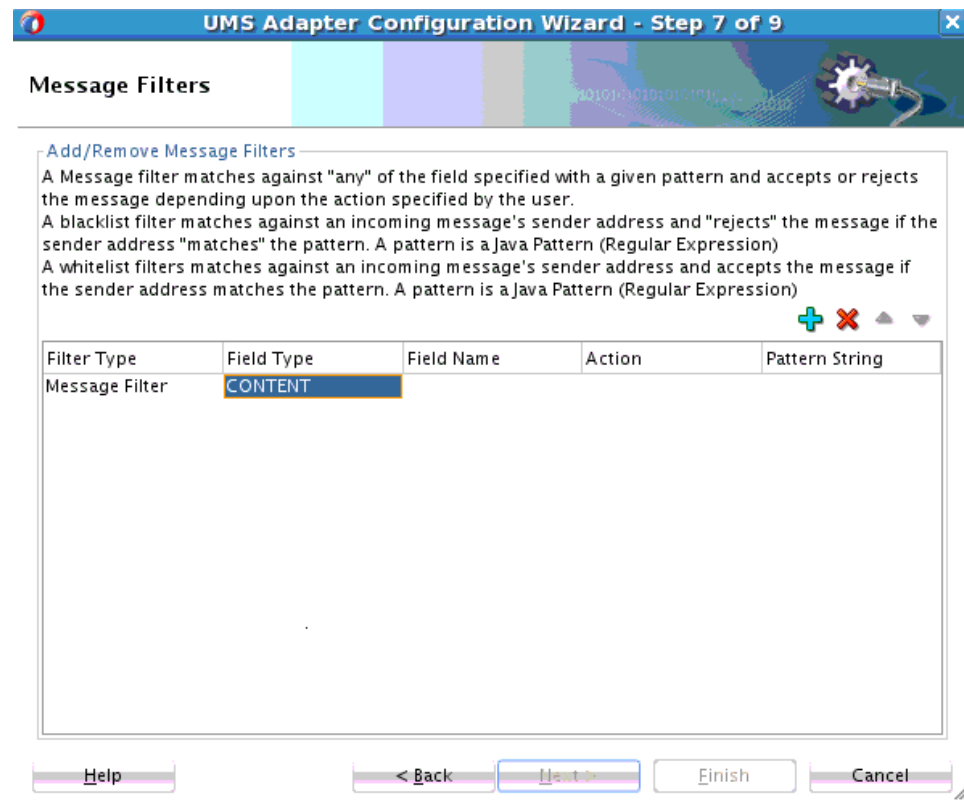 UMS Adapter Configuration Wizard - Step 7 of 9
Message Filters
Add/Remove Message Filters
A Message filter matches against "any" of the field specified with a given pattern and accepts or rejects
the message depending upon the action specified by the user.
A blacklist filter matches against an incoming message's sender address and "rejects" the message if the
sender address "matches" the pattern. A pattern is a Java Pattern (Regular Expression)
A whitelist filters matches against an incoming message's sender address and accepts the message if
the sender address matches the pattern. A pattern is a Java Pattern (Regular Expression)
Filter Type Field Type Field Name Action Pattern String
Message Filter CONTENT
Help < Back Next > Finish Cancel